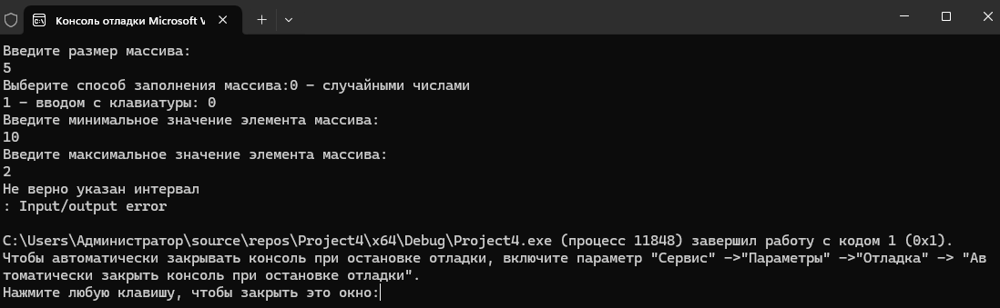 Консоль отладки Microsoft V
Введите размер массива:
5
Выберите способ заполнения массива:0 – случайными числами
1 – вводом с клавиатуры: 0
Введите минимальное значение элемента массива:
10
Введите максимальное значение элемента массива:
2
Не верно указан интервал
: Input/output error
C:\Users\Администратор\source\repos\Project4\x64\Debug\Project4.exe (процесс 11848) завершил работу с кодом 1 (0x1).
Чтобы автоматически закрывать консоль при остановке отладки, включите параметр "Сервис" ->"Параметры" ->"Отладка" -> "Ав
томатически закрыть консоль при остановке отладки".
Нажмите любую клавишу, чтобы закрыть это окно: